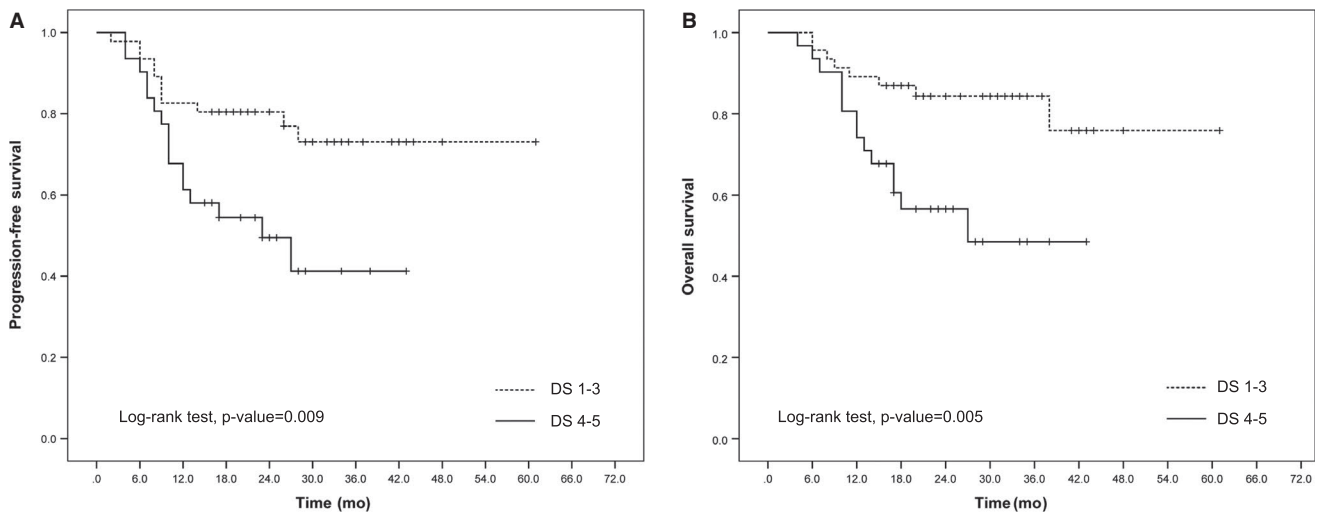 A
Progression-free survival
1.0
0.8
0.6
0.4
0.2
0.0
DS 1-3
DS 4-5
Log-rank test, p-value=0.009
.0 6.0 12.0 18.0 24.0 30.0 36.0 42.0 48.0 54.0 60.0 66.0 72.0
Time (mo)
B
Overall survival
1.0
0.8
0.6
0.4
0.2
0.0
DS 1-3
DS 4-5
Log-rank test, p-value=0.005
.0 6.0 12.0 18.0 24.0 30.0 36.0 42.0 48.0 54.0 60.0 66.0 72.0
Time (mo)